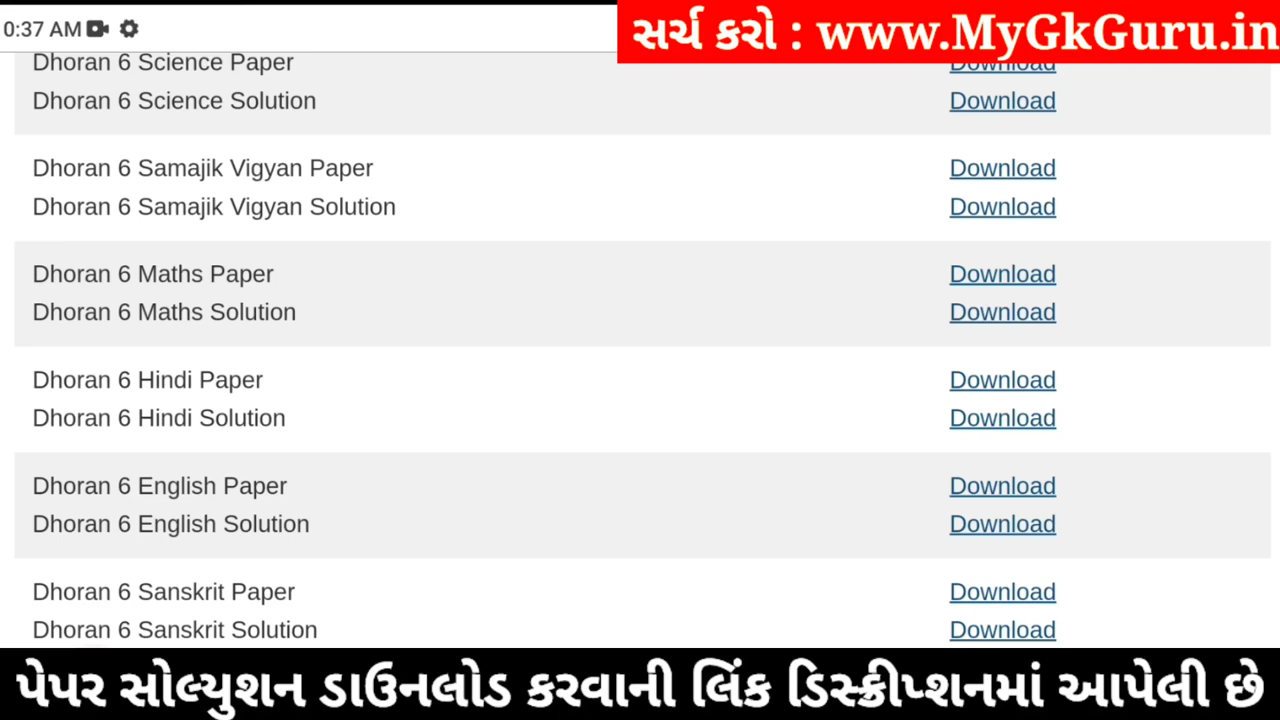 0:37 AM
સર્ચ કરો : www.MyGkGuru.in
Dhoran 6 Science Paper Download
Dhoran 6 Science Solution Download
Dhoran 6 Samajik Vigyan Paper Download
Dhoran 6 Samajik Vigyan Solution Download
Dhoran 6 Maths Paper Download
Dhoran 6 Maths Solution Download
Dhoran 6 Hindi Paper Download
Dhoran 6 Hindi Solution Download
Dhoran 6 English Paper Download
Dhoran 6 English Solution Download
Dhoran 6 Sanskrit Paper Download
Dhoran 6 Sanskrit Solution Download
પેપર સોલ્યુશન ડાઉનલોડ કરવાની લિંક ડિસ્ક્રીપ્શનમાં આપેલી છે